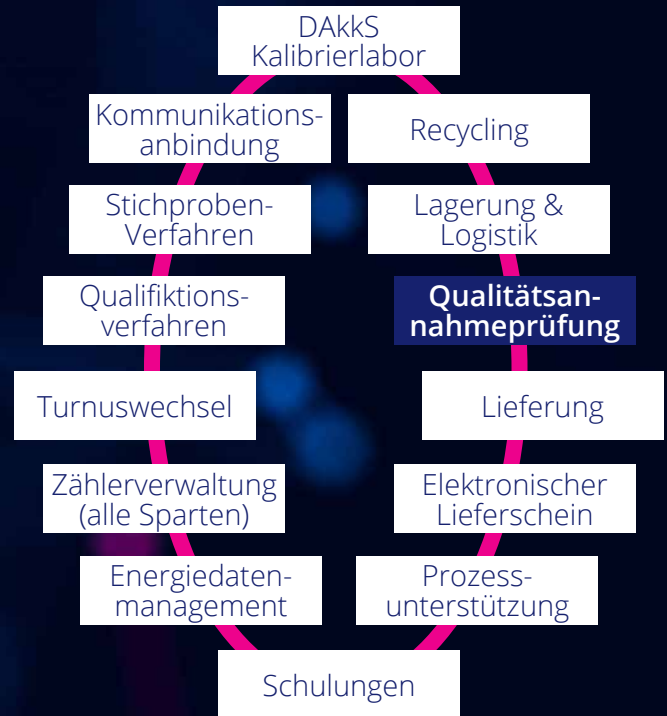 DAkkS
Kalibrierlabor
Kommunikations-
anbindung
Recycling
Stichproben-
Verfahren
Lagerung &
Logistik
Qualifiktions-
verfahren
Qualitätsan-
nahmeprüfung
Turnuswechsel
Lieferung
Zählerverwaltung
(alle Sparten)
Elektronischer
Lieferschein
Energiedaten-
management
Prozess-
unterstützung
Schulungen